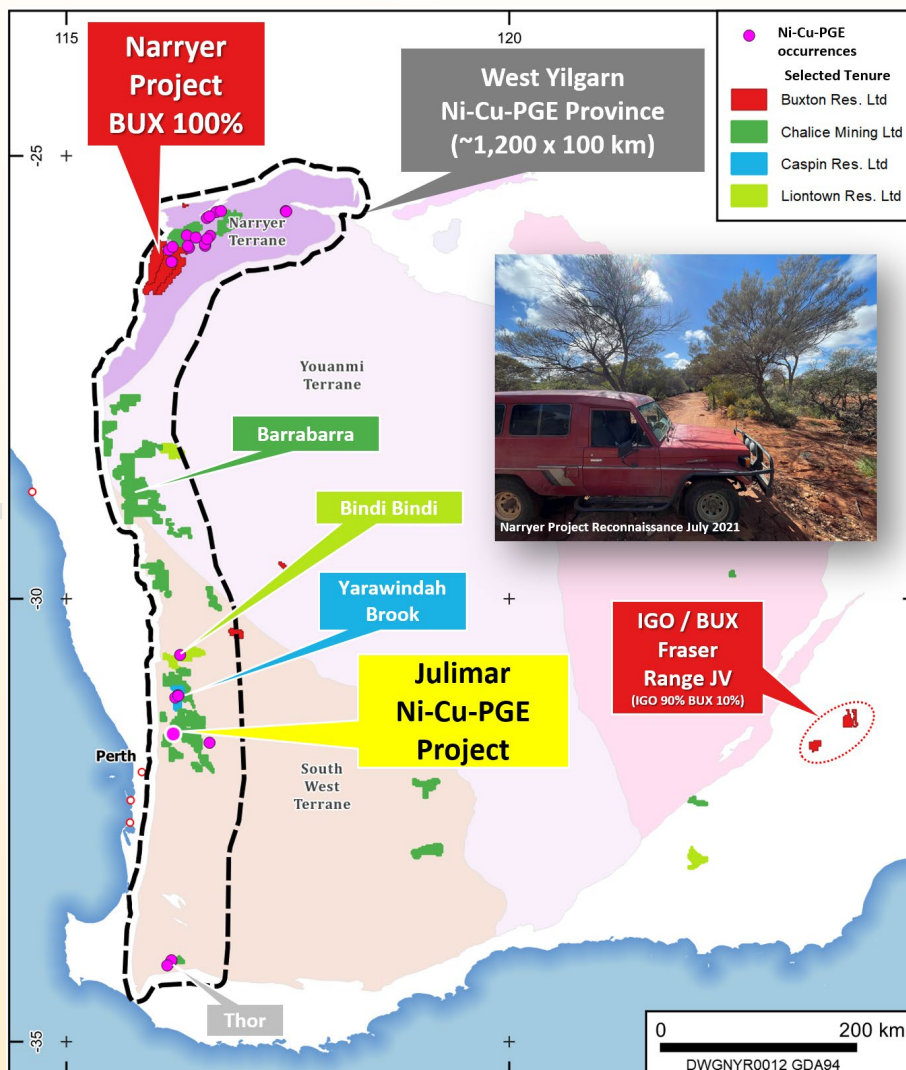 115
120
Narryer
Project
BUX 100%
West Yilgarn
Ni-Cu-PGE Province
(~1,200 x 100 km)
Ni-Cu-PGE
occurrences
Selected Tenure
Buxton Res. Ltd
Chalice Mining Ltd
Caspin Res. Ltd
Liontown Res. Ltd
-25
Narryer
Terrane
Youanmi
Terrane
Narryer Project Reconnaissance July 2021
Barrabarra
Bindi Bindi
-30
Yarawindah
Brook
IGO / BUX
Fraser
Range JV
(IGO 90% BUX 10%)
Julimar
Ni-Cu-PGE
Project
Perth
South
West
Terrane
Thor
-35
0
200 km
DWGNYR0012 GDA94